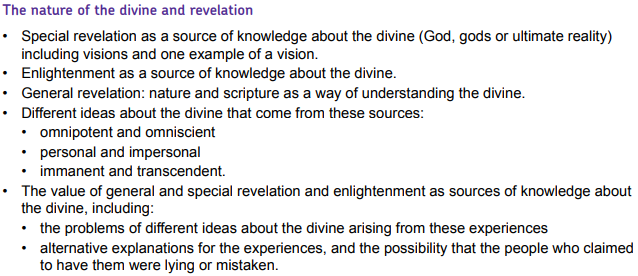 The nature of the divine and revelation
• Special revelation as a source of knowledge about the divine (God, gods or ultimate reality)
including visions and one example of a vision.
• Enlightenment as a source of knowledge about the divine.
• General revelation: nature and scripture as a way of understanding the divine.
• Different ideas about the divine that come from these sources:
• omnipotent and omniscient
• personal and impersonal
• immanent and transcendent.
• The value of general and special revelation and enlightenment as sources of knowledge about
the divine, including:
• the problems of different ideas about the divine arising from these experiences
• alternative explanations for the experiences, and the possibility that the people who claimed
to have them were lying or mistaken.